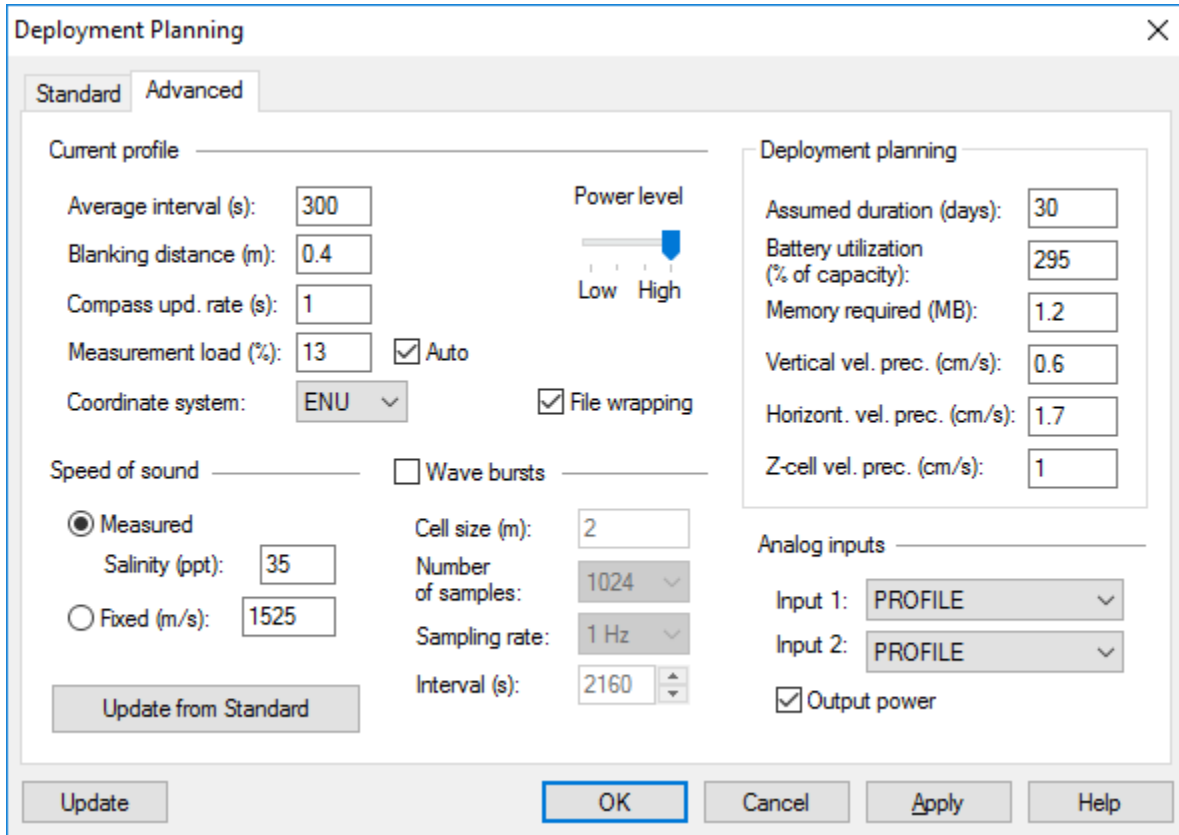 Deployment Planning
Standard
Advanced
Current profile
Average interval (s): 300
Blanking distance (m): 0.4
Compass upd. rate (s): 1
Measurement load (%): 13 Auto
Coordinate system: ENU
Power level
Low High
File wrapping
Speed of sound
Measured
Salinity (ppt): 35
Fixed (m/s): 1525
Update from Standard
Wave bursts
Cell size (m): 2
Number
of samples: 1024
Sampling rate: 1 Hz
Interval (s): 2160
Deployment planning
Assumed duration (days): 30
Battery utilization
(% of capacity): 295
Memory required (MB): 1.2
Vertical vel. prec. (cm/s): 0.6
Horizont. vel. prec. (cm/s): 1.7
Z-cell vel. prec. (cm/s): 1
Analog inputs
Input 1: PROFILE
Input 2: PROFILE
Output power
Update
OK
Cancel
Apply
Help